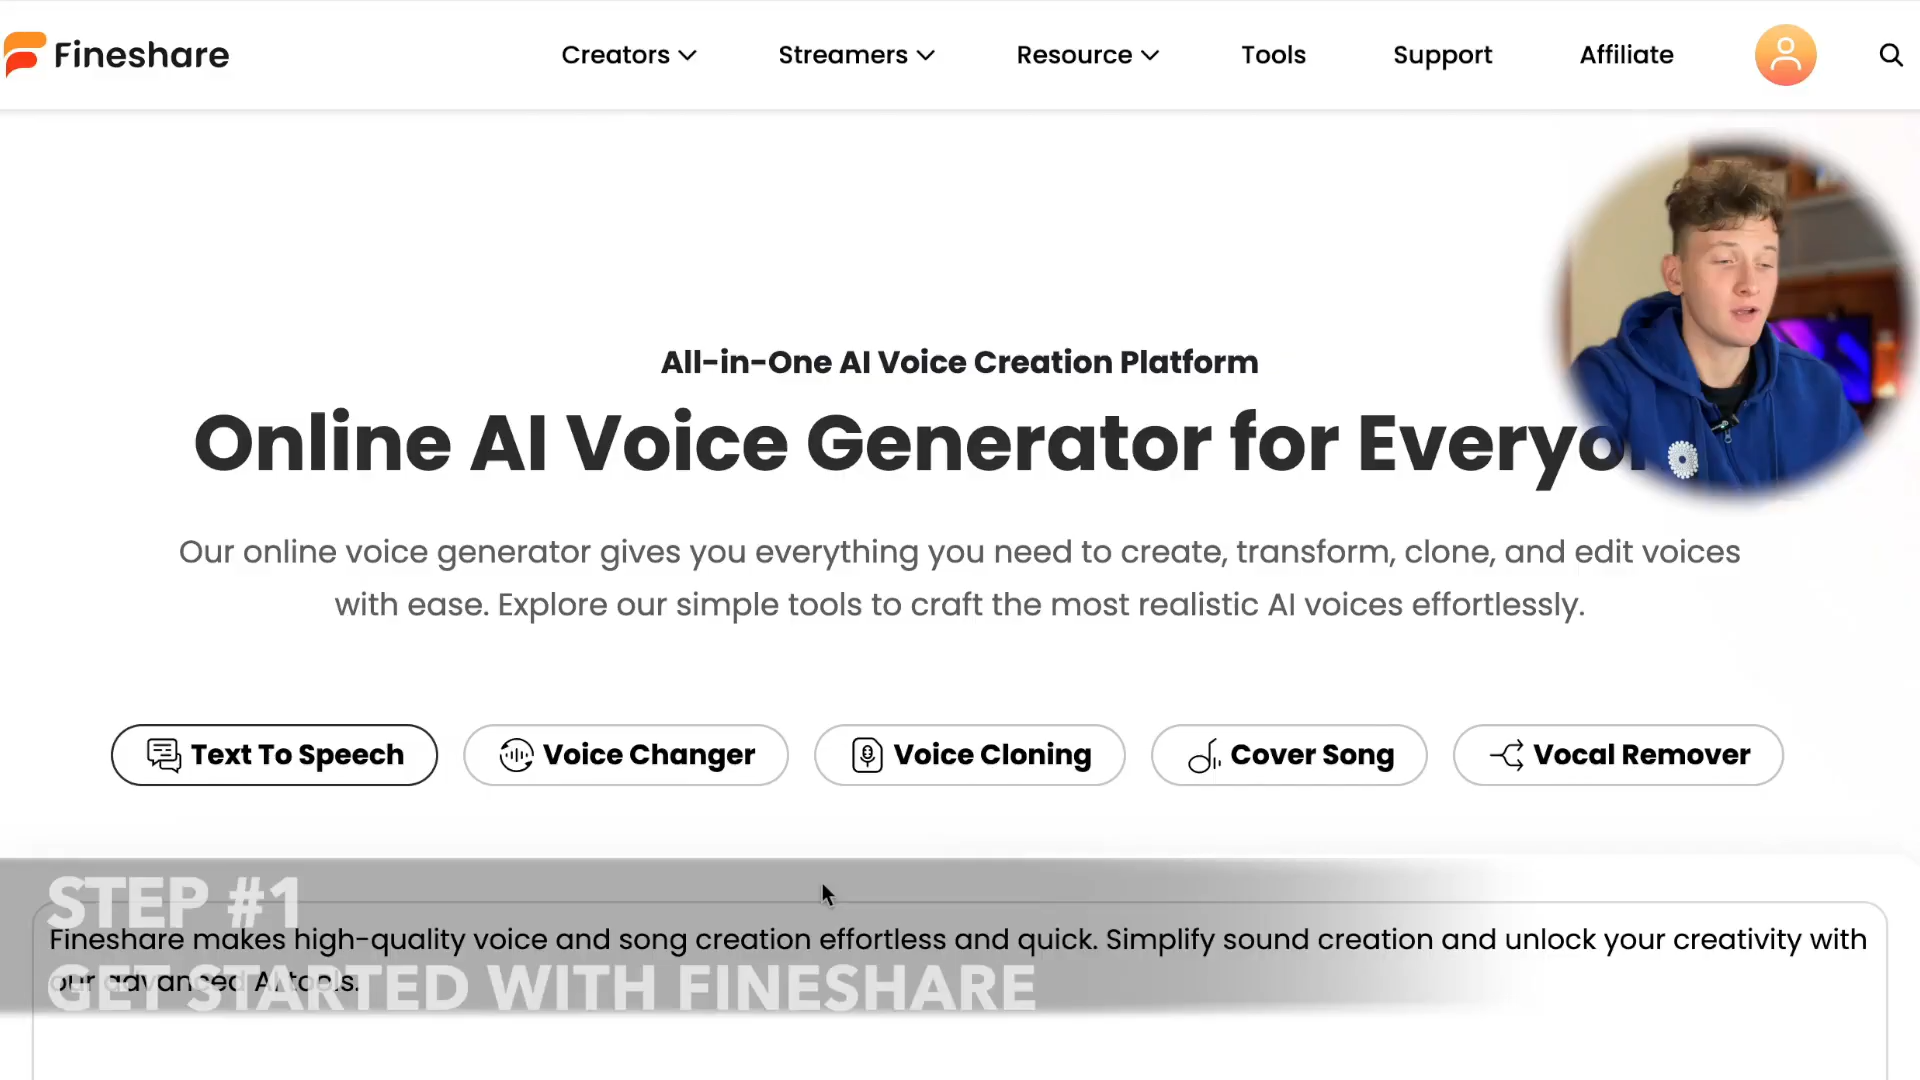 Fineshare
Creators
Streamers
Resource
Tools
Support
Affiliate
All-in-One AI Voice Creation Platform
Online AI Voice Generator for Everyo
Our online voice generator gives you everything you need to create, transform, clone, and edit voices
with ease. Explore our simple tools to craft the most realistic AI voices effortlessly.
Text To Speech
Voice Changer
Voice Cloning
Cover Song
Vocal Remover
STEP #1
Fineshare makes high-quality voice and song creation effortless and quick. Simplify sound creation and unlock your creativity with
our advanced AI tools.
GET STARTED WITH FINESHARE